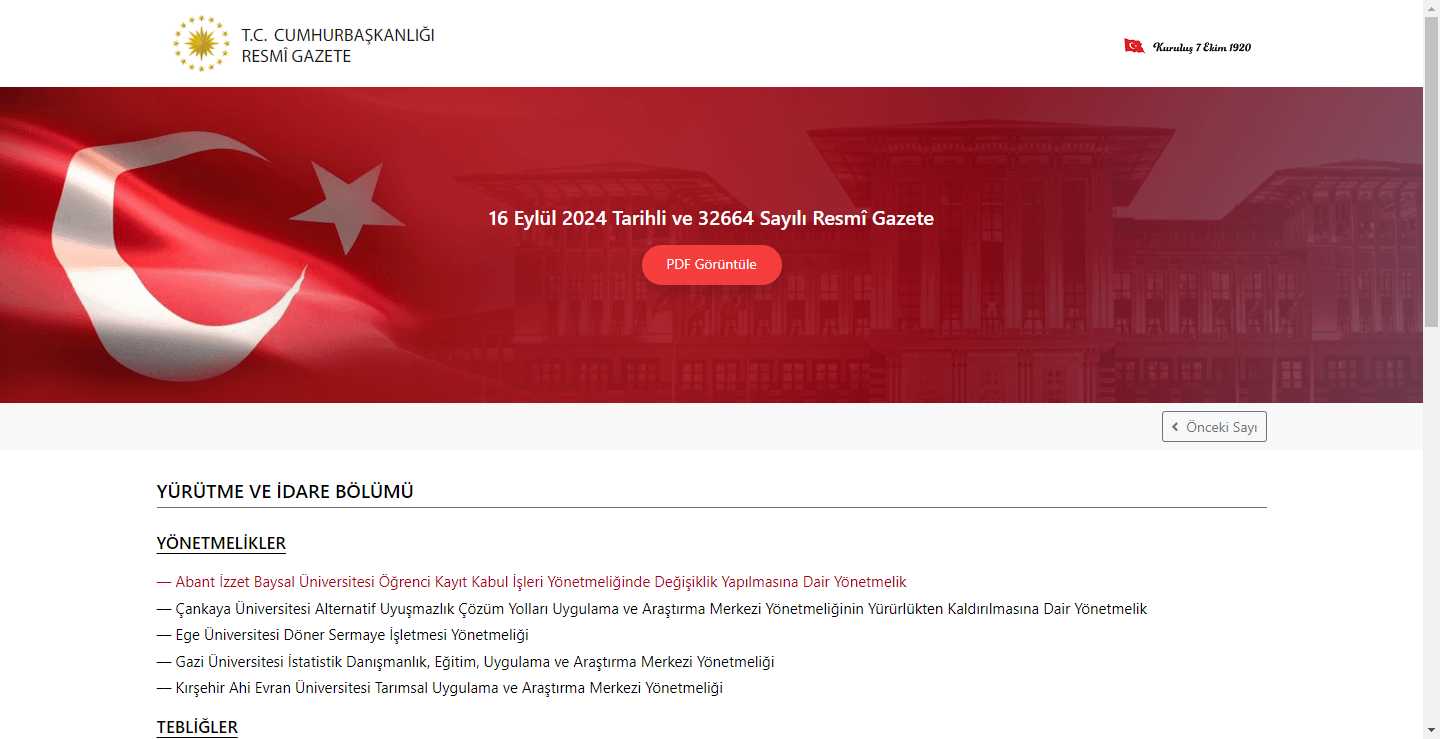 T.C. CUMHURBAŞKANLIĞI
RESMÎ GAZETE
Kuruluş 7 Ekim 1920
16 Eylül 2024 Tarihli ve 32664 Sayılı Resmî Gazete
PDF Görüntüle
Önceki Sayı
YÜRÜTME VE İDARE BÖLÜMÜ
YÖNETMELİKLER
— Abant İzzet Baysal Üniversitesi Öğrenci Kayıt Kabul İşleri Yönetmeliğinde Değişiklik Yapılmasına Dair Yönetmelik
— Çankaya Üniversitesi Alternatif Uyuşmazlık Çözüm Yolları Uygulama ve Araştırma Merkezi Yönetmeliğinin Yürürlükten Kaldırılmasına Dair Yönetmelik
— Ege Üniversitesi Döner Sermaye İşletmesi Yönetmeliği
— Gazi Üniversitesi İstatistik Danışmanlık, Eğitim, Uygulama ve Araştırma Merkezi Yönetmeliği
— Kırşehir Ahi Evran Üniversitesi Tarımsal Uygulama ve Araştırma Merkezi Yönetmeliği
TEBLİĞLER